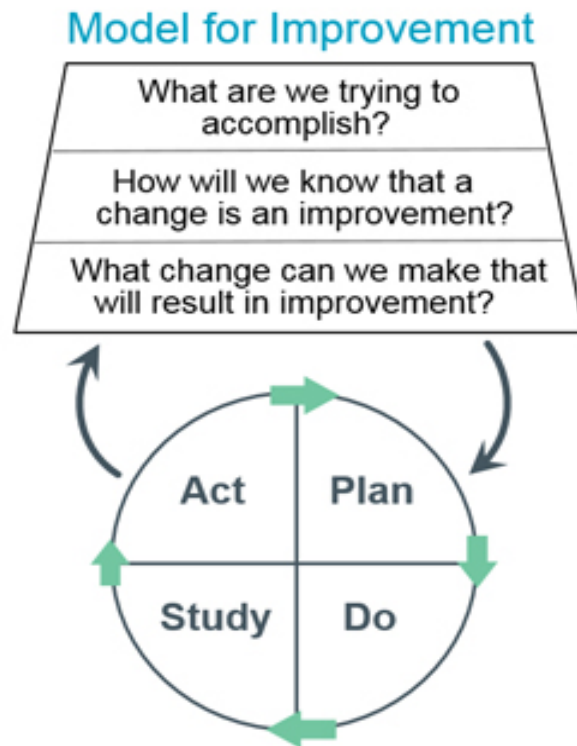 Model for Improvement
What are we trying to
accomplish?
How will we know that a
change is an improvement?
What change can we make that
will result in improvement?
Act
Plan
Study
Do